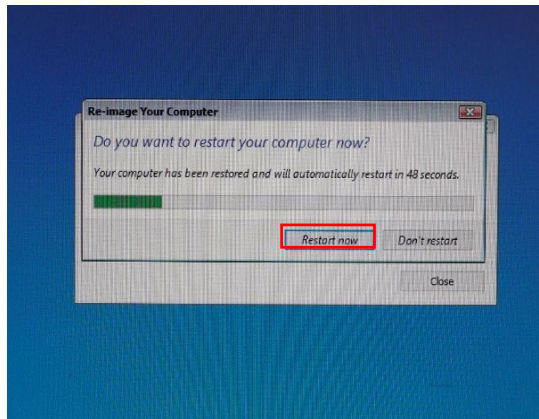 Re-image Your Computer
Do you want to restart your computer now?
Your computer has been restored and will automatically restart in 48 seconds.
Restart now
Don't restart
Close